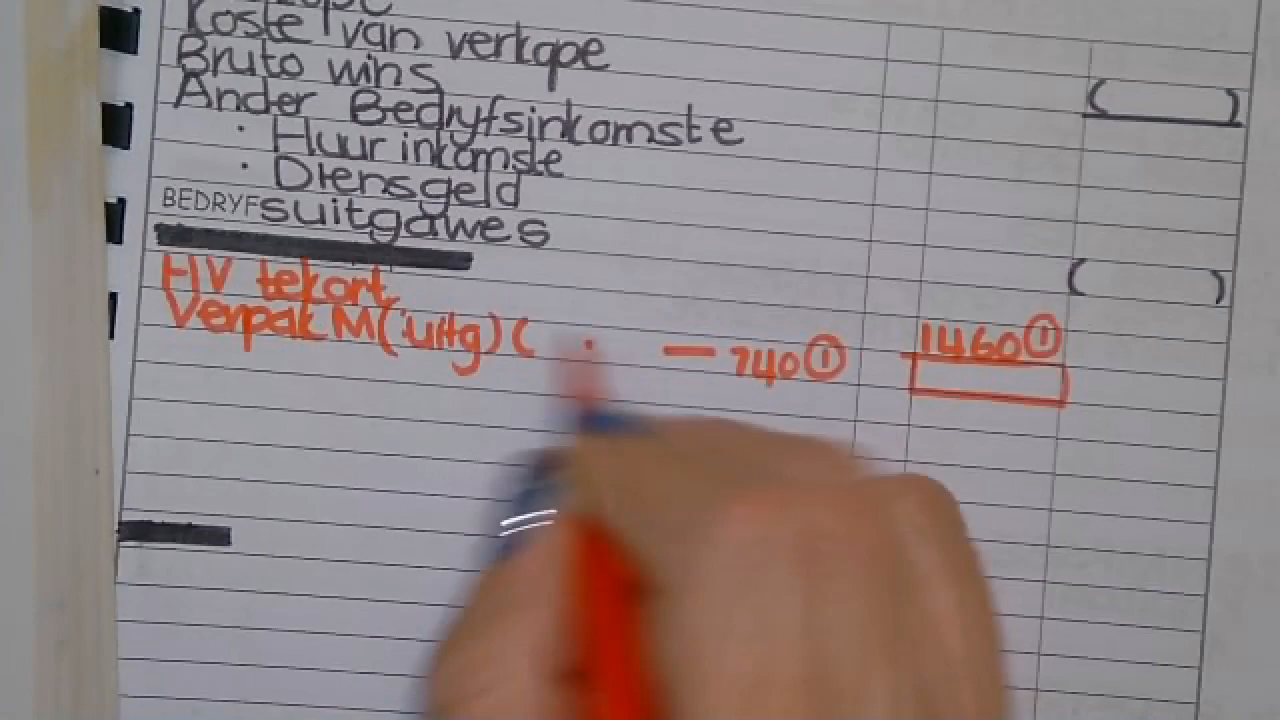 Koste van verkope
Bruto wins
Ander Bedryfsinkomste
· Huur inkomste
· Diensgeld
BEDRYFSuitgawes
HV tekort 1460①
Verpak M(uitg)( — 740①